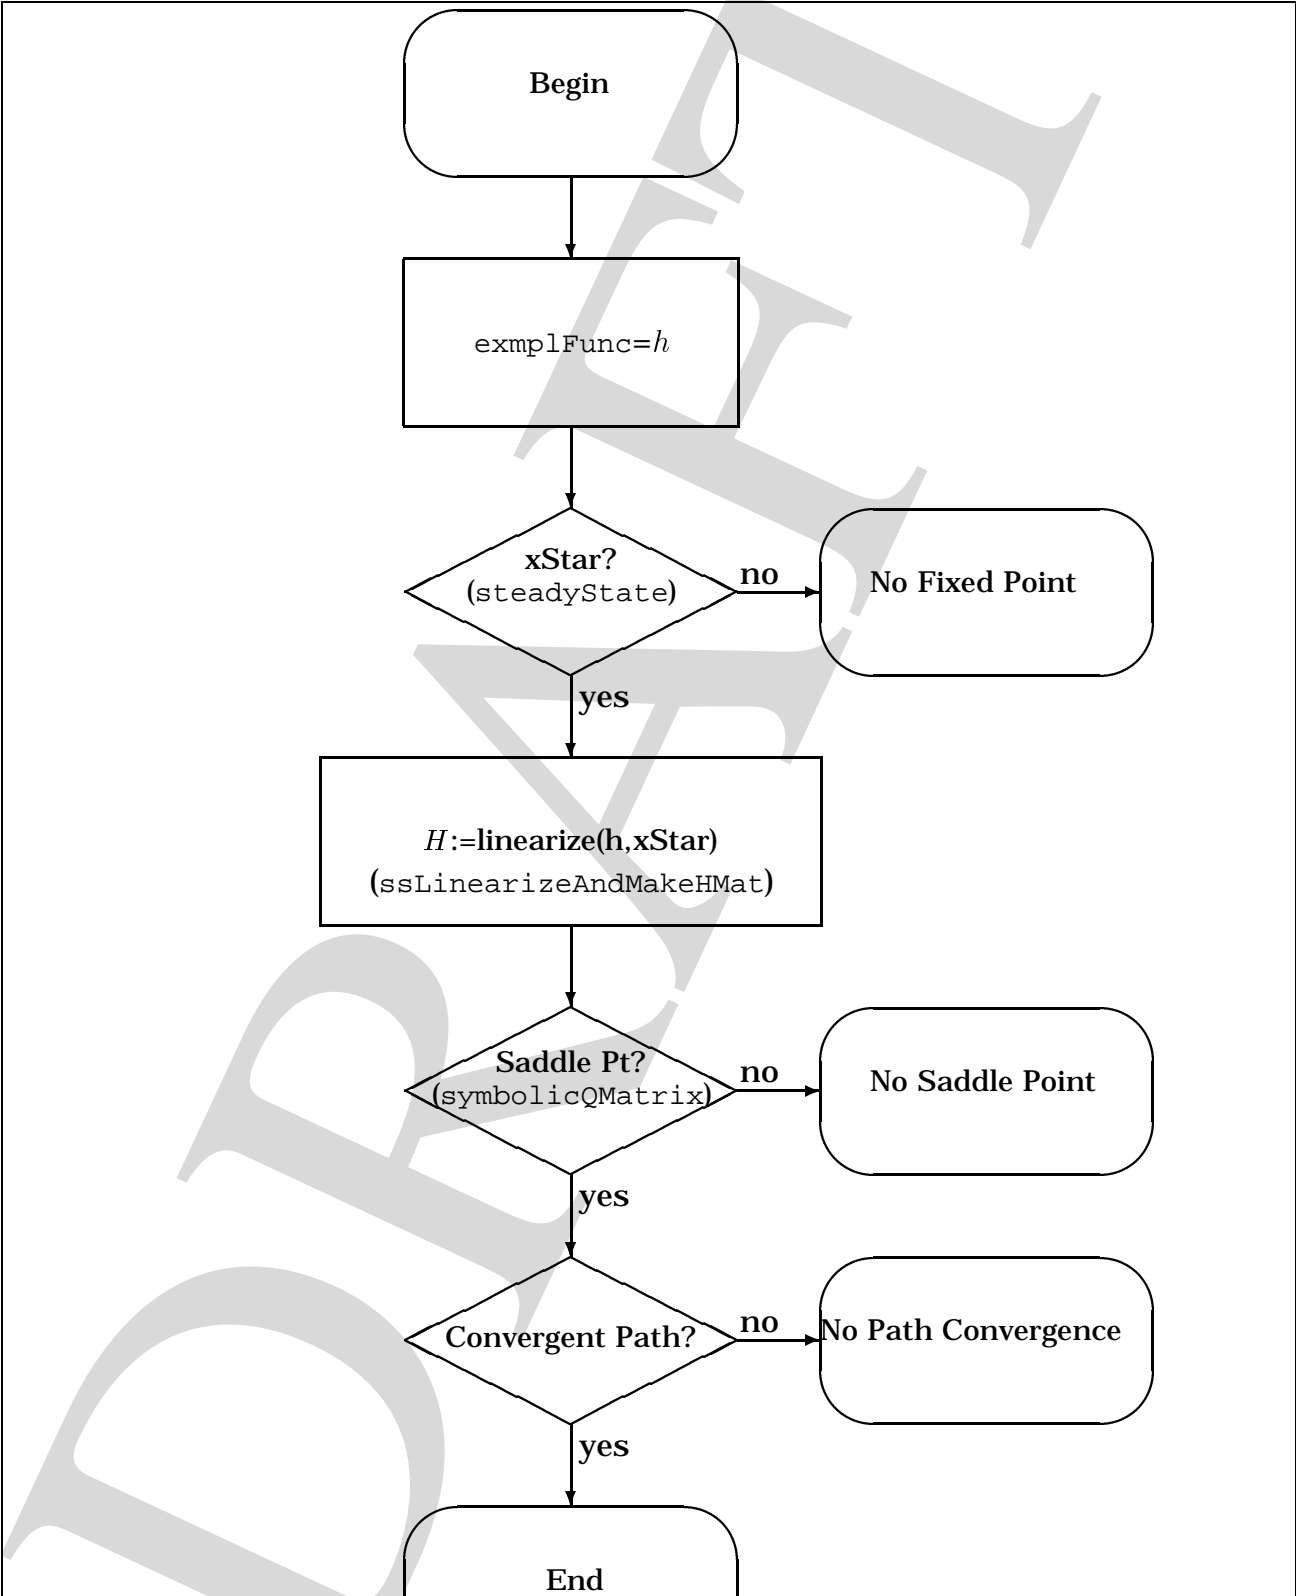 Begin
exmplFunc=h
xStar?
(steadyState)
no
No Fixed Point
yes
H:=linearize(h,xStar)
(ssLinearizeAndMakeHMat)
Saddle Pt?
(symbolicQMatrix)
no
No Saddle Point
yes
Convergent Path?
no
No Path Convergence
yes
End
DRAFT